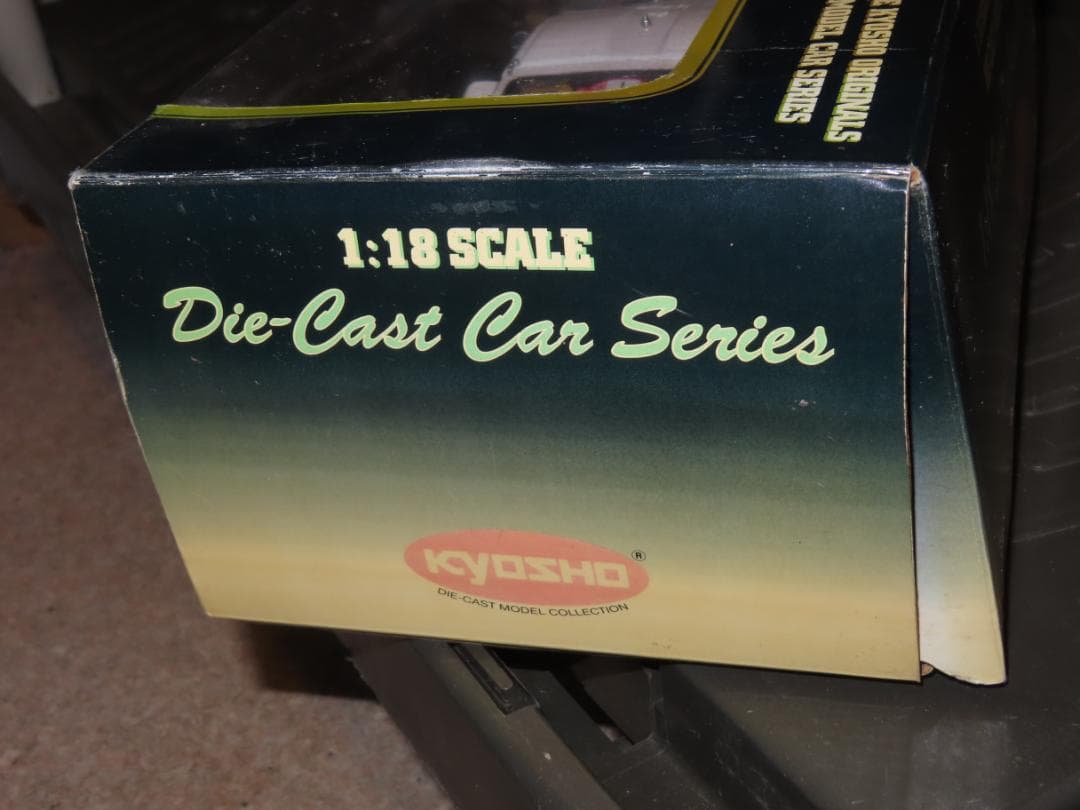 KYOSHO ORIGINALS
MODEL CAR SERIES
1:18 SCALE
Die-Cast Car Series
KYOSHO ®
DIE-CAST MODEL COLLECTION